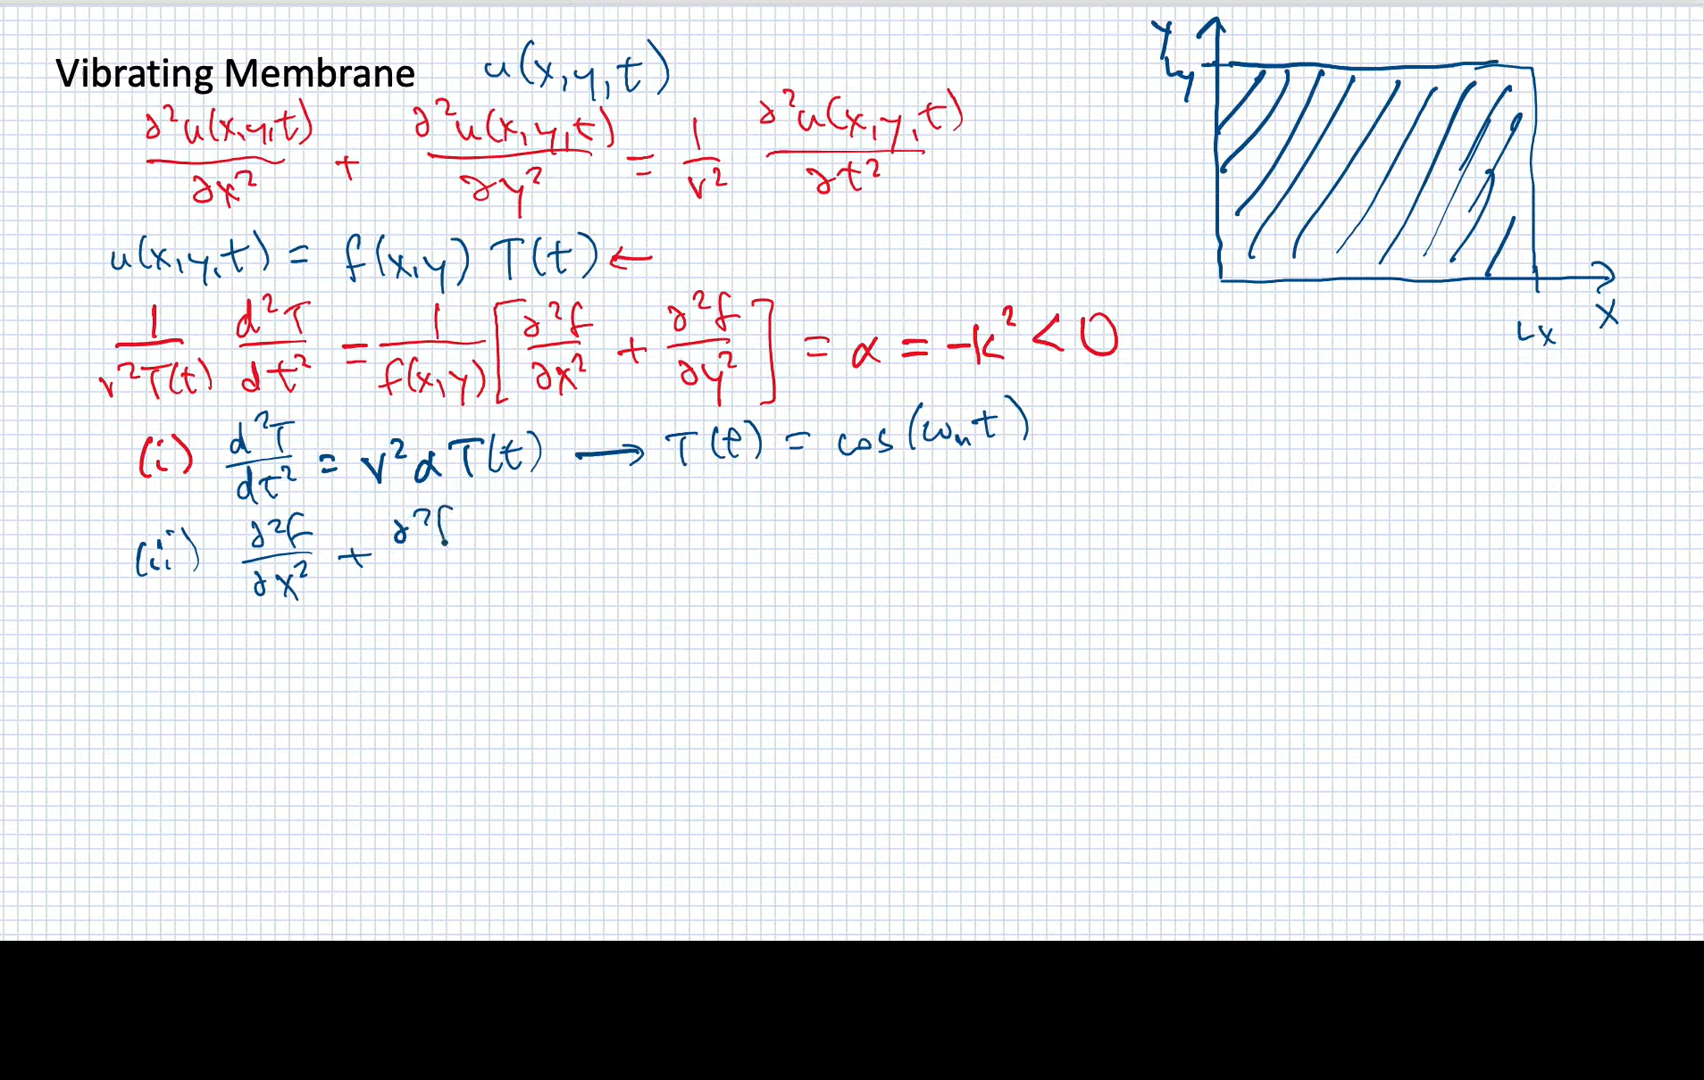 Vibrating Membrane u(x,y,t)
∂²u(x,y,t)/∂x² + ∂²u(x,y,t)/∂y² = 1/v² ∂²u(x,y,t)/∂t²
u(x,y,t) = f(x,y) T(t) ←
1/(v²T(t)) d²T/dt² = 1/f(x,y) [∂²f/∂x² + ∂²f/∂y²] = α = -k² < 0
(i) d²T/dt² = v² α T(t) → T(t) = cos(ωₙt)
(ii) ∂²f/∂x² + ∂²f
y
Ly
Lx
x